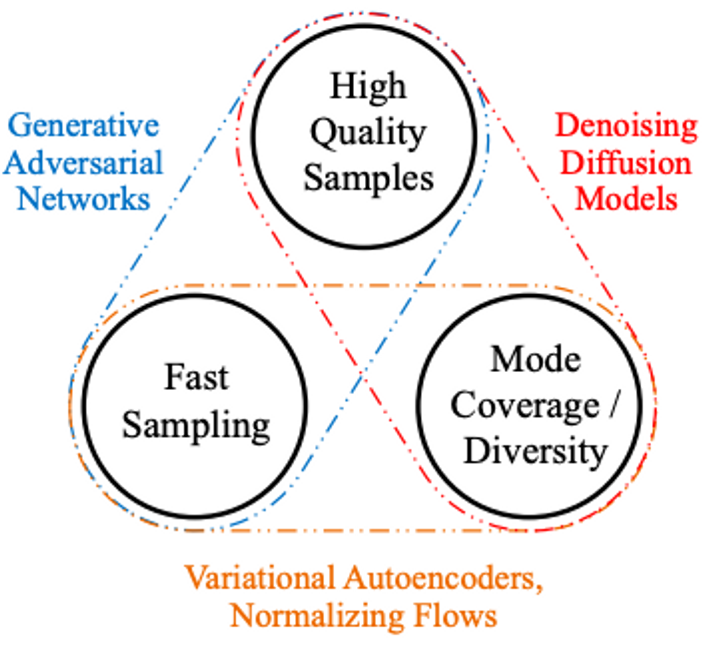 High
Quality
Samples
Generative
Adversarial
Networks
Denoising
Diffusion
Models
Fast
Sampling
Mode
Coverage /
Diversity
Variational Autoencoders,
Normalizing Flows